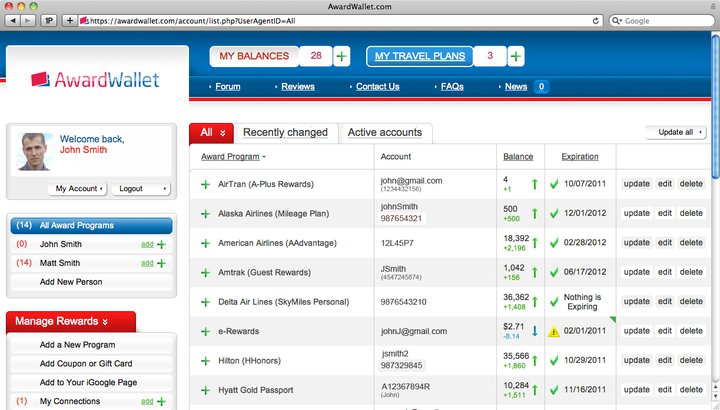 AwardWallet.com
1P
https://awardwallet.com/account/list.php?UserAgentID=All
Google
AwardWallet
MY BALANCES 28 +
MY TRAVEL PLANS 3 +
Forum
Reviews
Contact Us
FAQs
News 0
Welcome back,
John Smith
My Account
Logout
(14) All Award Programs
(0) John Smith add +
(14) Matt Smith add +
Add New Person
Manage Rewards
Add a New Program
Add Coupon or Gift Card
Add to Your iGoogle Page
(1) My Connections add +
All
Recently changed
Active accounts
Update all
Award Program Account Balance Expiration
+ AirTran (A-Plus Rewards) john@gmail.com 4 10/07/2011 update edit delete
(1234432156) +1
+ Alaska Airlines (Mileage Plan) johnSmith 500 12/01/2012 update edit delete
987654321 +500
+ American Airlines (AAdvantage) 12L45P7 18,392 02/28/2012 update edit delete
+2,196
+ Amtrak (Guest Rewards) JSmith 1,042 06/17/2012 update edit delete
(4547245874) +156
+ Delta Air Lines (SkyMiles Personal) 9876543210 36,362 Nothing is update edit delete
+1,408 Expiring
+ e-Rewards johnJ@gmail.com $2.71 02/01/2011 update edit delete
-8.14
+ Hilton (HHonors) jsmith2 35,566 10/29/2011 update edit delete
987329845 +1,860
+ Hyatt Gold Passport A12367894R 10,284 11/16/2011 update edit delete
(John) +1,511